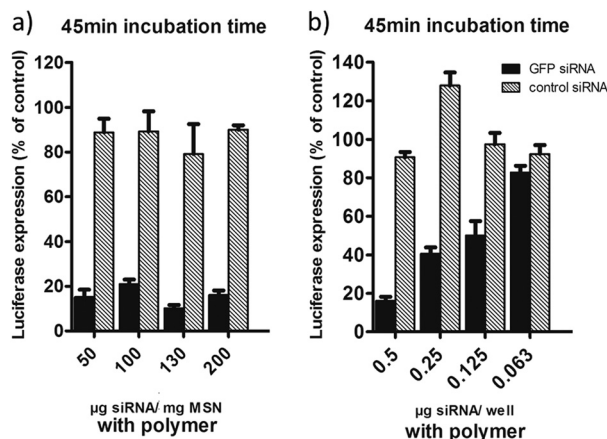 a) 45min incubation time
Luciferase expression (% of control)
120
100
80
60
40
20
0
50 100 130 200
µg siRNA/ mg MSN
with polymer
b) 45min incubation time
Luciferase expression (% of control)
140
120
100
80
60
40
20
0
GFP siRNA
control siRNA
0.5 0.25 0.125 0.063
µg siRNA/ well
with polymer